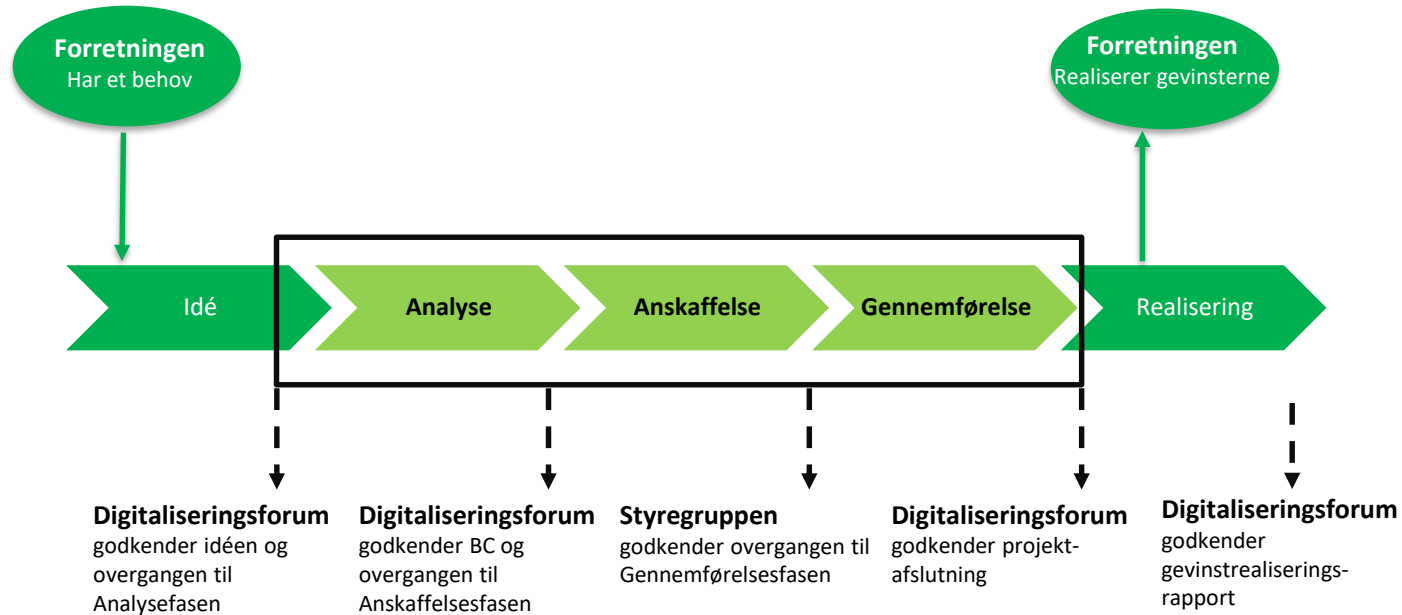 Forretningen
Har et behov
Forretningen
Realiserer gevinsterne
Idé
Analyse
Anskaffelse
Gennemførelse
Realisering
Digitaliseringsforum
godkender idéen og
overgangen til
Analysefasen
Digitaliseringsforum
godkender BC og
overgangen til
Anskaffelsesfasen
Styregruppen
godkender overgangen til
Gennemførelsesfasen
Digitaliseringsforum
godkender projekt-
afslutning
Digitaliseringsforum
godkender
gevinstrealiserings-
rapport